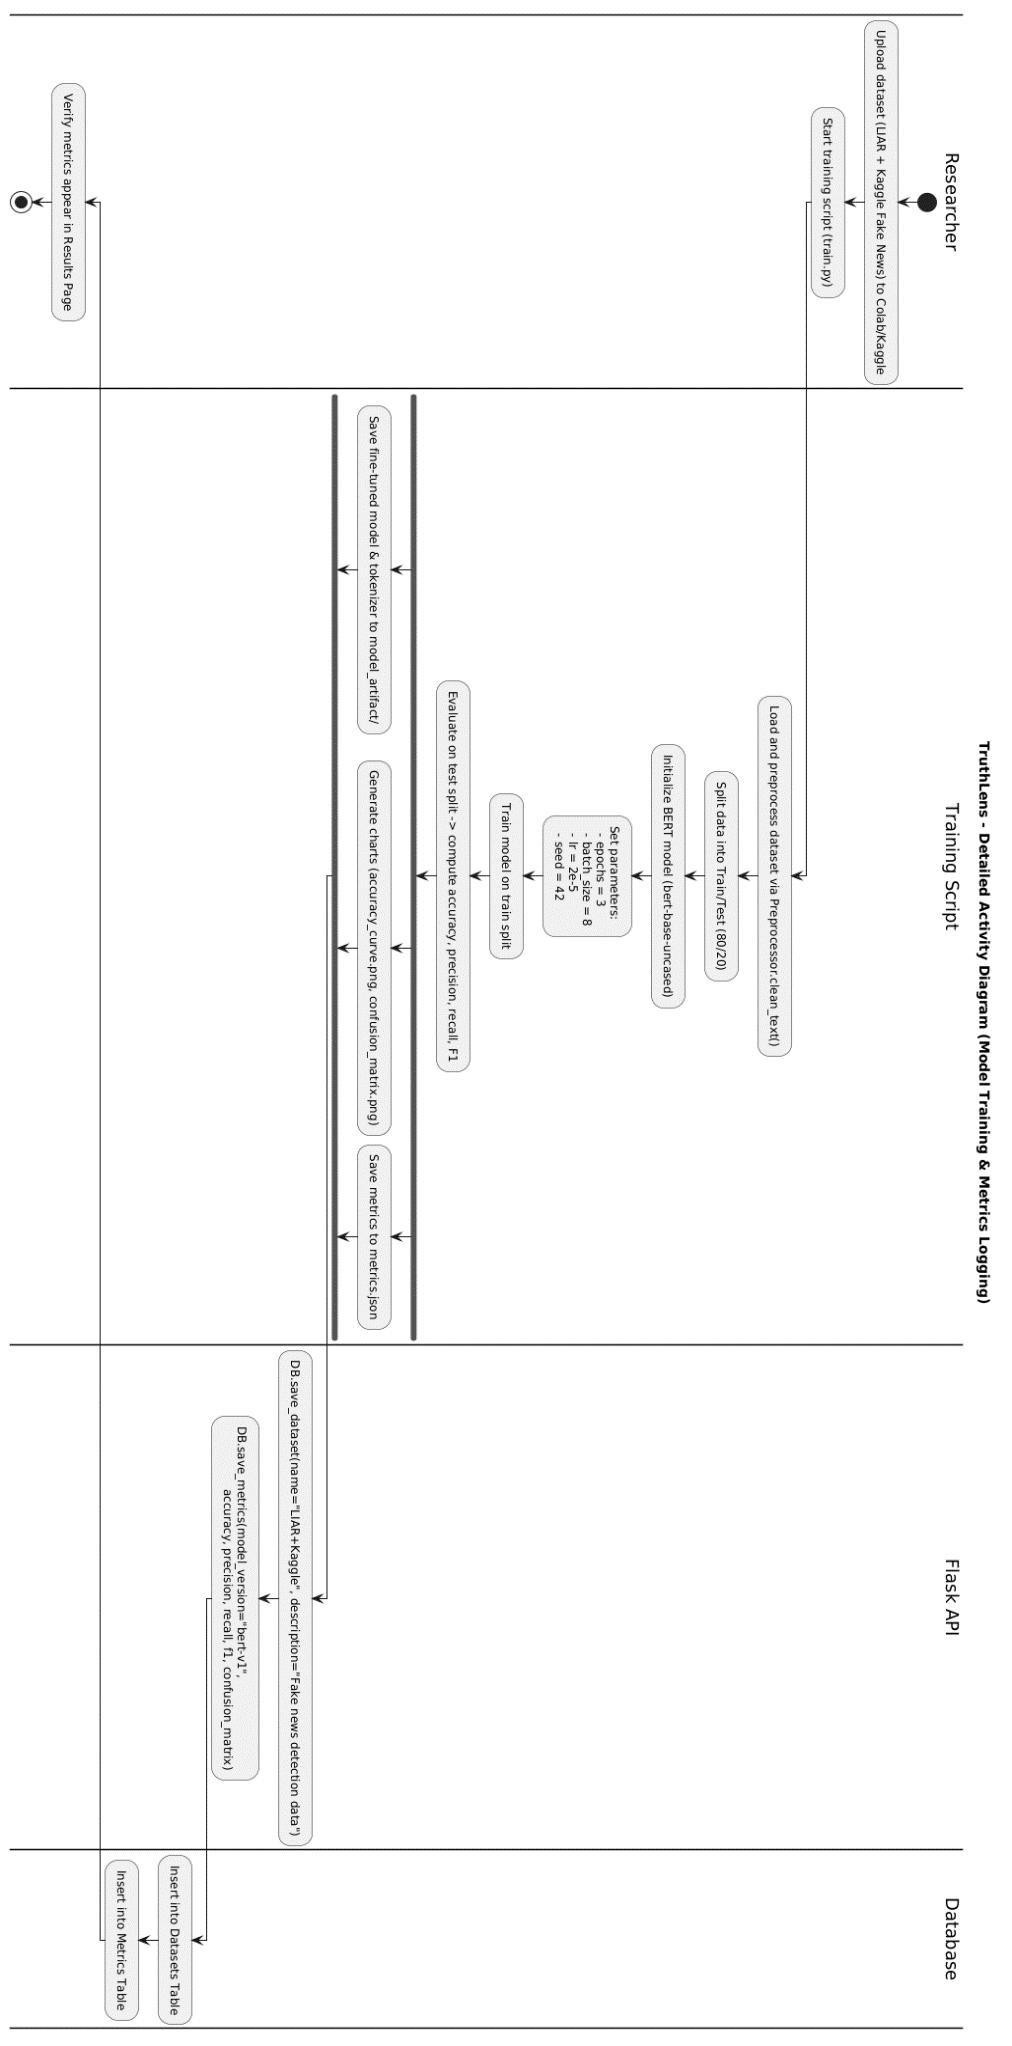 TruthLens - Detailed Activity Diagram (Model Training & Metrics Logging)
Researcher
Training Script
Flask API
Database
Upload dataset (LIAR + Kaggle Fake News) to Colab/Kaggle
Start training script (train.py)
Load and preprocess dataset via Preprocessor.clean_text()
Split data into Train/Test (80/20)
Initialize BERT model (bert-base-uncased)
Set parameters:
- epochs = 3
- batch_size = 8
- lr = 2e-5
- seed = 42
Train model on train split
Evaluate on test split -> compute accuracy, precision, recall, F1
Save fine-tuned model & tokenizer to model_artifact/
Generate charts (accuracy_curve.png, confusion_matrix.png)
Save metrics to metrics.json
DB.save_dataset(name="LIAR+Kaggle", description="Fake news detection data")
DB.save_metrics(model_version="bert-v1",
accuracy, precision, recall, f1, confusion_matrix)
Insert into Datasets Table
Insert into Metrics Table
Verify metrics appear in Results Page